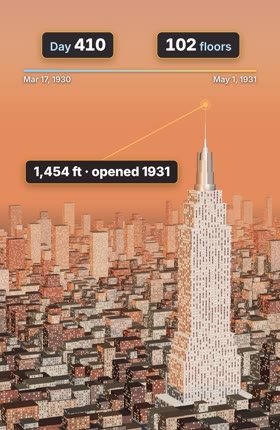 Day 410
102 floors
Mar 17, 1930
May 1, 1931
1,454 ft · opened 1931